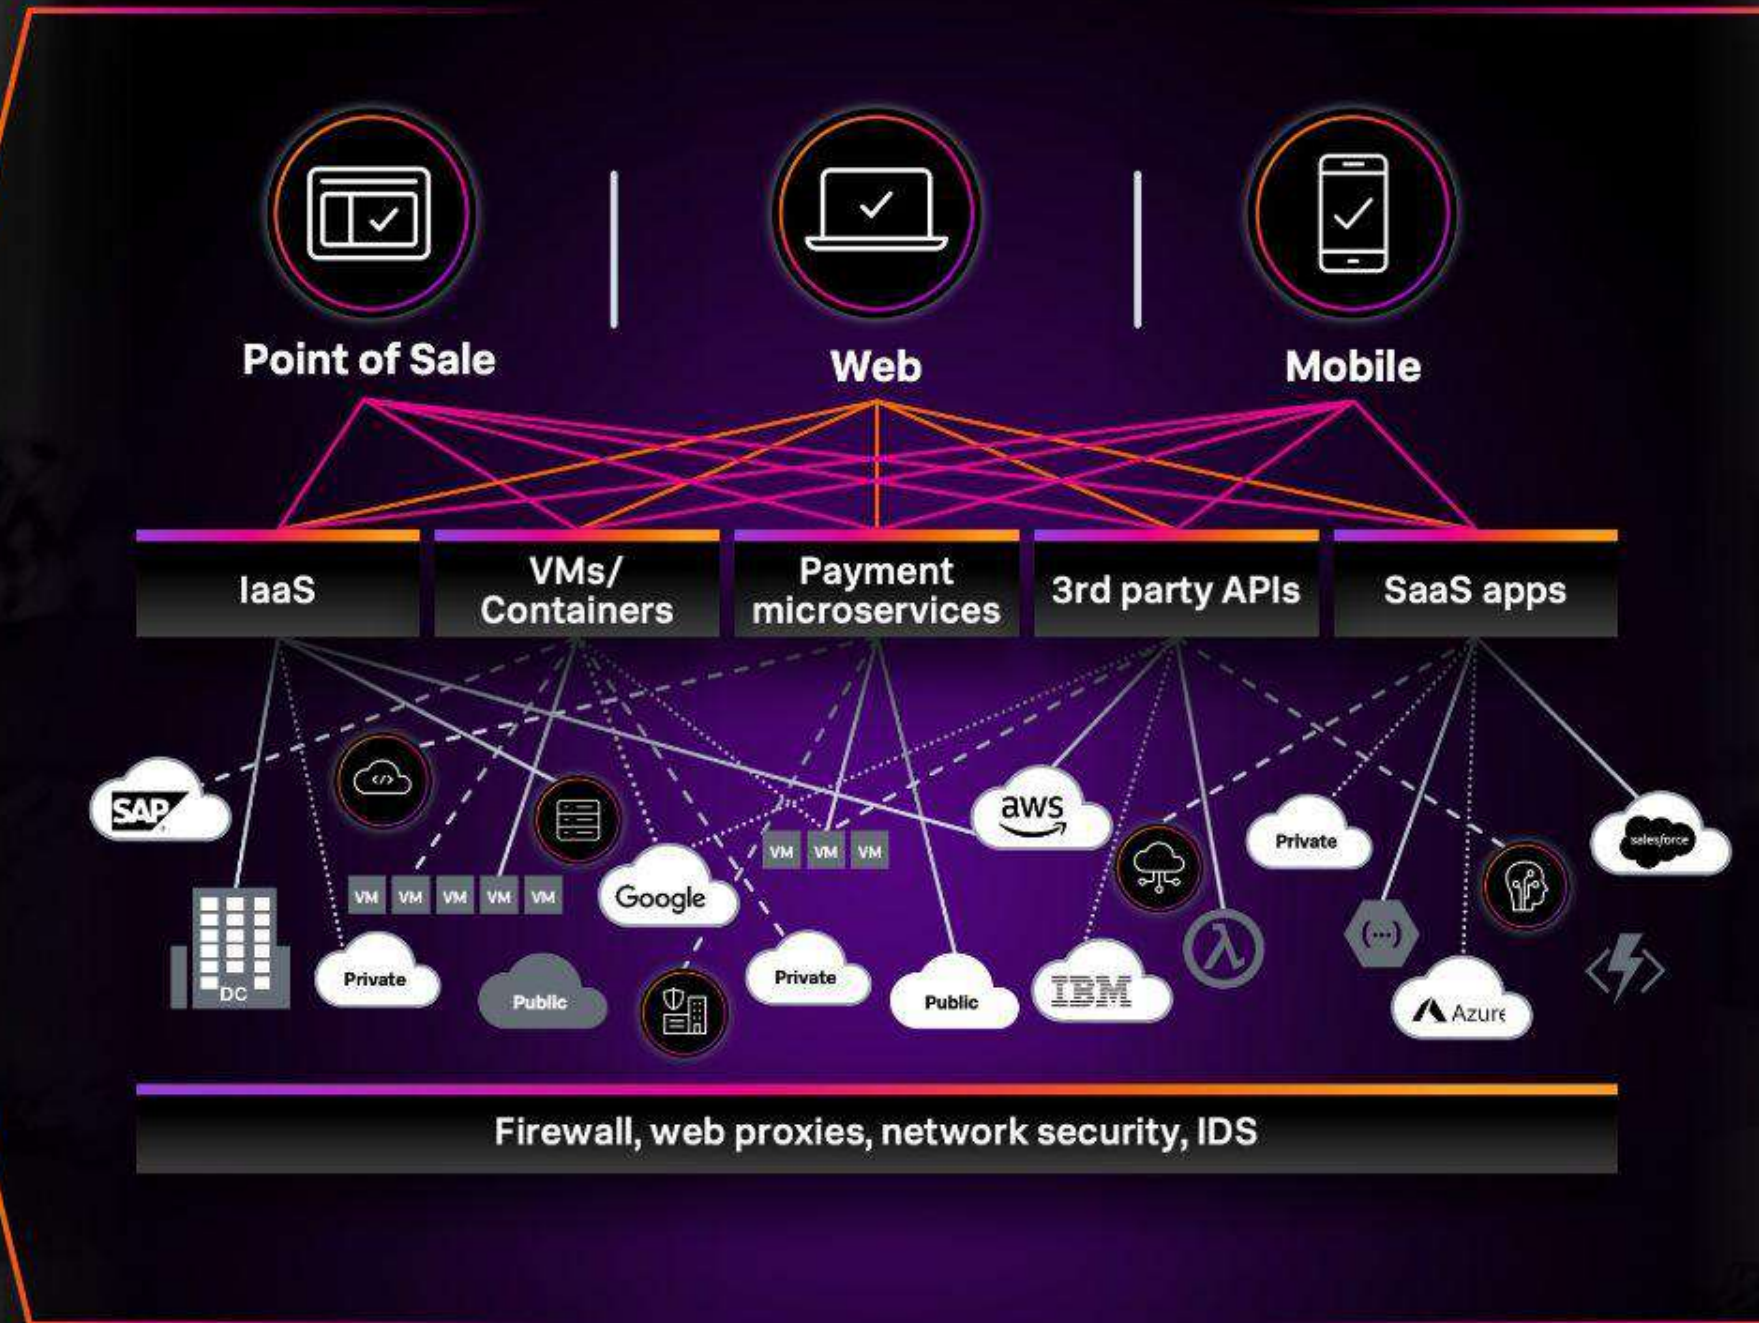 Point of Sale
Web
Mobile
IaaS
VMs/
Containers
Payment
microservices
3rd party APIs
SaaS apps
SAP
aws
Private
salesforce
VM VM VM
VM VM VM VM VM
Google
DC
Private
Public
Private
Public
IBM
Azure
Firewall, web proxies, network security, IDS